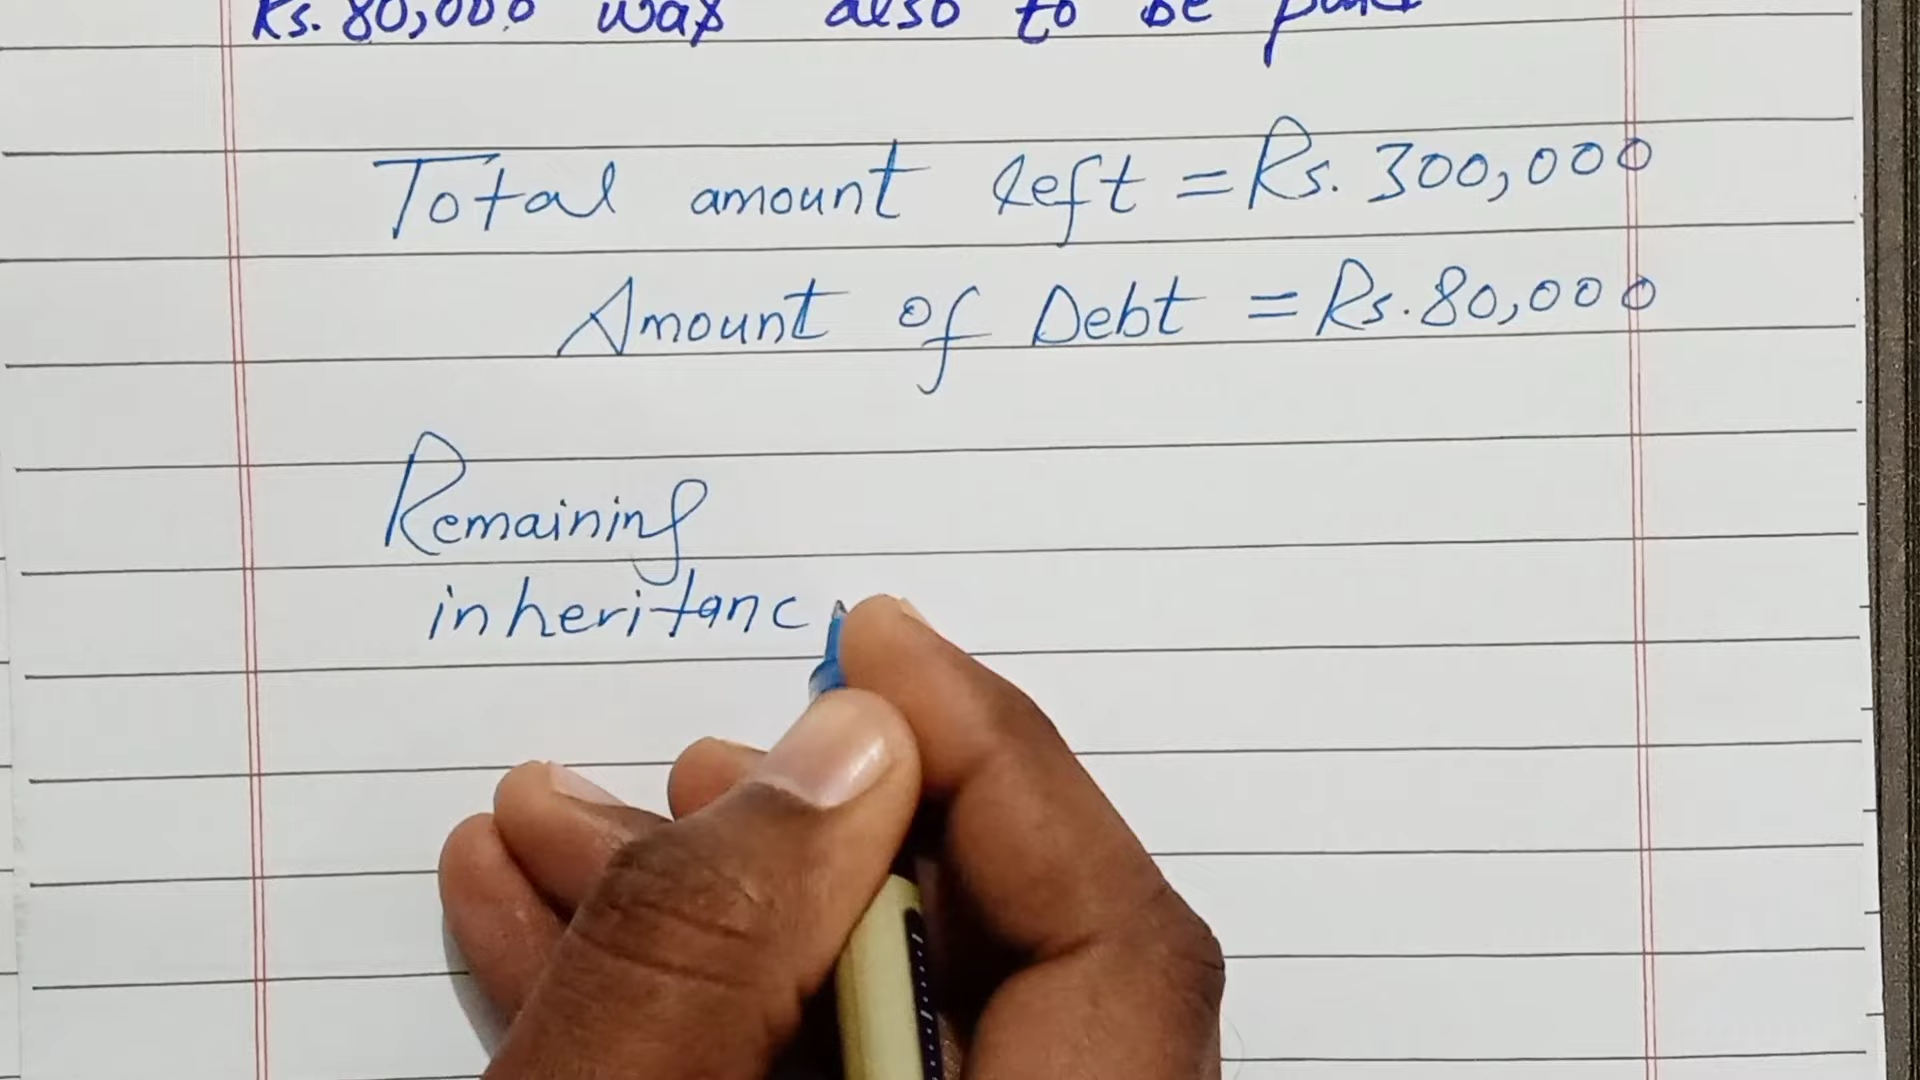 Rs. 80,000 was also to be paid
Total amount left = Rs. 300,000
Amount of Debt = Rs. 80,000
Remaining
inheritanc